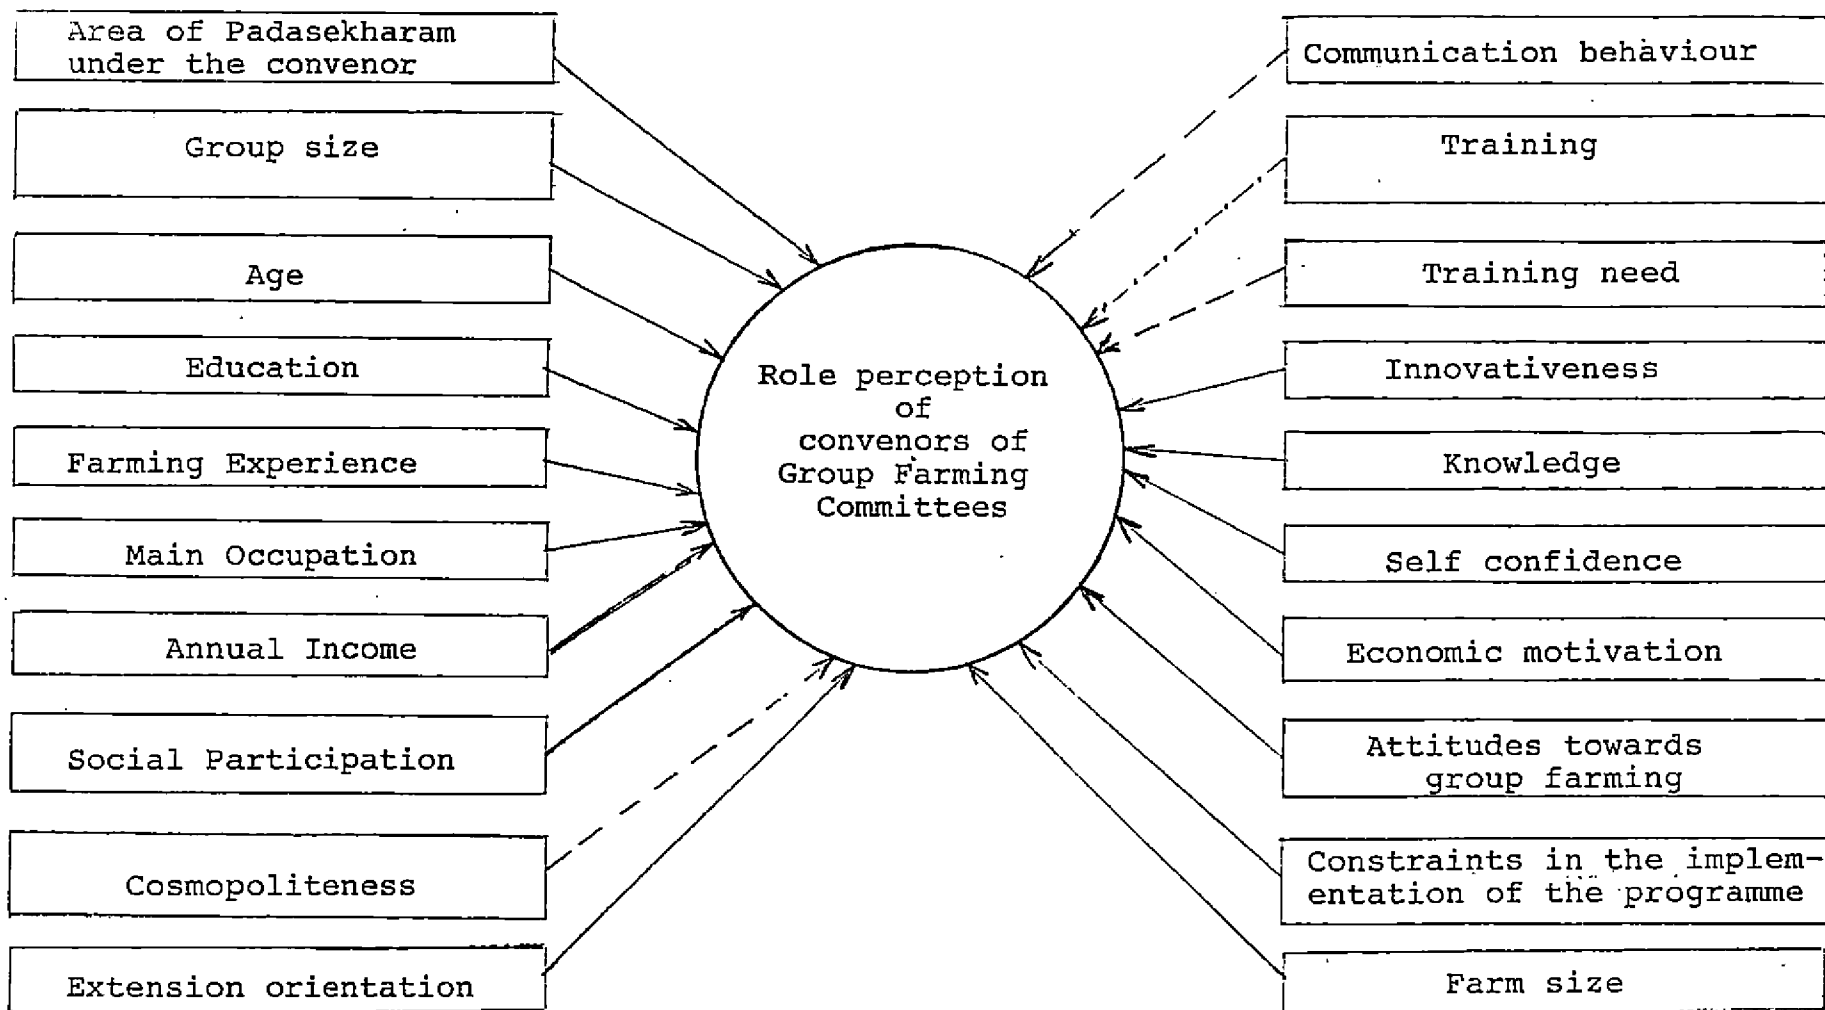 Area of Padasekharam
under the convenor
Group size
Age
Education
Farming Experience
Main Occupation
Annual Income
Social Participation
Cosmopoliteness
Extension orientation
Role perception
of
convenors of
Group Farming
Committees
Communication behaviour
Training
Training need
Innovativeness
Knowledge
Self confidence
Economic motivation
Attitudes towards
group farming
Constraints in the implem-
entation of the programme
Farm size